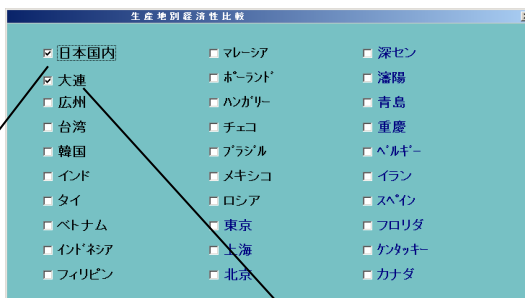 生産地別経済性比較
日本国内
大連
広州
台湾
韓国
インド
タイ
ベトナム
ｲﾝﾄﾞﾈｼｱ
フィリピン
ﾏﾚｰｼｱ
ﾎﾟｰﾗﾝﾄﾞ
ﾊﾝｶﾞﾘｰ
チェコ
ﾌﾞﾗｼﾞﾙ
メキシコ
ロシア
東京
上海
北京
深セン
瀋陽
青島
重慶
ﾍﾞﾙｷﾞｰ
イラン
ｽﾍﾟｲﾝ
フロリダ
ｹﾝﾀｯｷｰ
カナダ